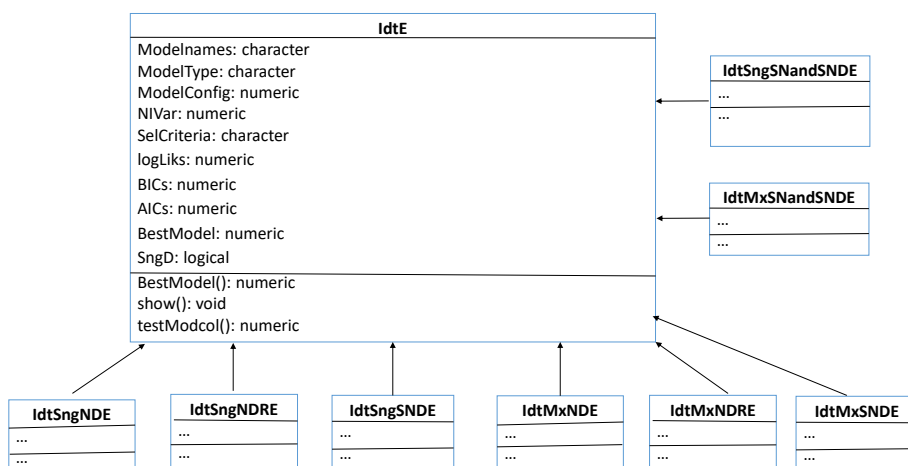 IdtE
Modelnames: character
ModelType: character
ModelConfig: numeric
NIVar: numeric
SelCriteria: character
logLiks: numeric
BICs: numeric
AICs: numeric
BestModel: numeric
SngD: logical
BestModel(): numeric
show(): void
testModcol(): numeric
IdtSngSNandSNDE
...
...
IdtMxSNandSNDE
...
...
IdtSngNDE
...
...
IdtSngNDRE
...
...
IdtSngSNDE
...
...
IdtMxNDE
...
...
IdtMxNDRE
...
...
IdtMxSNDE
...
...